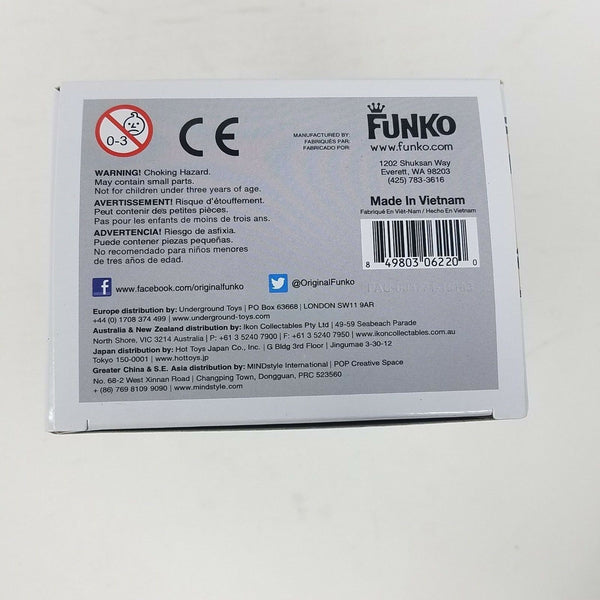 0-3
CE
MANUFACTURED BY:
FABRIQUÉS PAR:
FABRICADO POR:
FUNKO
www.funko.com
1202 Shuksan Way
Everett, WA 98203
(425) 783-3616
Made In Vietnam
Fabriqué En Viêt-Nam / Hecho En Vietnam
8 49803 06220 0
WARNING! Choking Hazard.
May contain small parts.
Not for children under three years of age.
AVERTISSEMENT! Risque d'étouffement.
Peut contenir des petites pièces.
Pas pour les enfants de moins de trois ans.
ADVERTENCIA! Riesgo de asfixia.
Puede contener piezas pequeñas.
No recomendado para niños menores
de tres años de edad.
f www.facebook.com/originalfunko
@OriginalFunko
Europe distribution by: Underground Toys | PO Box 63668 | LONDON SW11 9AR
+44 (0) 1708 374 499 | www.underground-toys.com
Australia & New Zealand distribution by: Ikon Collectables Pty Ltd | 49-59 Seabeach Parade
North Shore, VIC 3214 Australia | P: +61 3 5240 7900 | F: +61 3 5240 7950 | www.ikoncollectables.com.au
Japan distribution by: Hot Toys Japan Co., Inc. | G Bldg 3rd Floor | Jingumae 3-30-12
Tokyo 150-0001 | www.hottoys.jp
Greater China & S.E. Asia distribution by: MINDstyle International | POP Creative Space
No. 68-2 West Xinnan Road | Changping Town, Dongguan, PRC 523560
+ (86) 769 8109 9090 | www.mindstyle.com